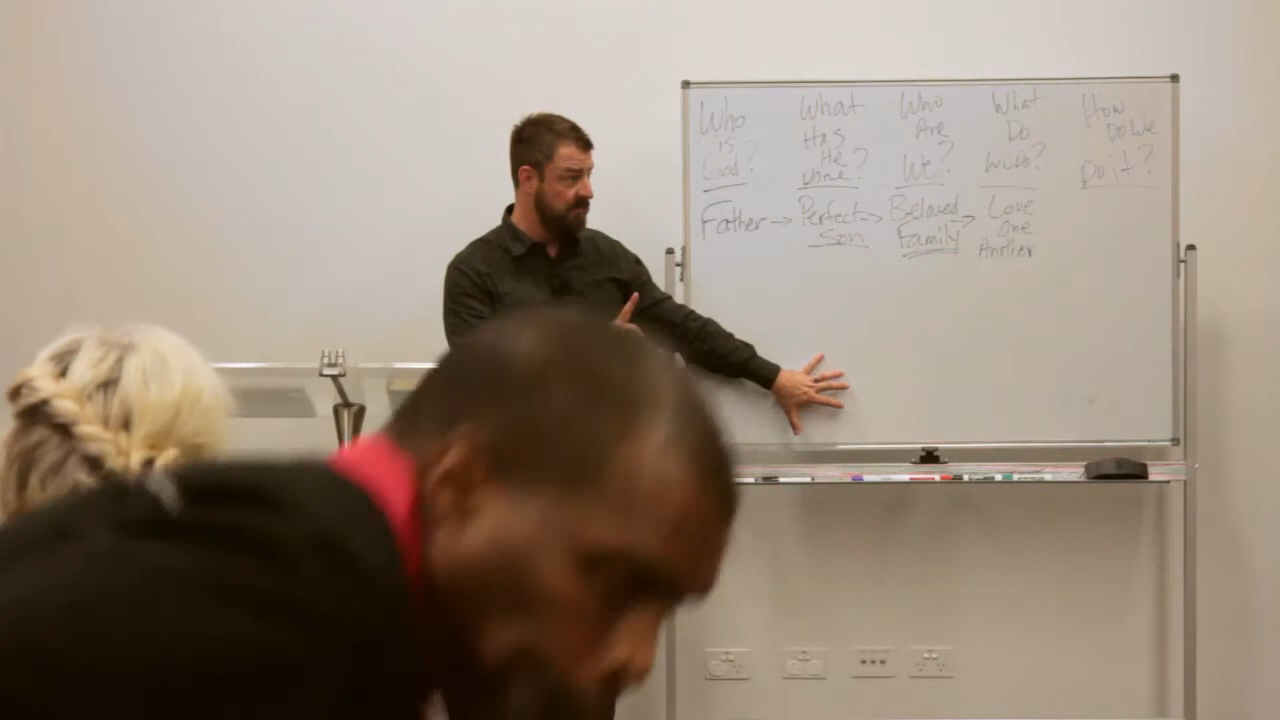 Who
is
God?
What
Has
He
done?
Who
Are
We?
What
Do
We Do?
How
Do We
Do it?
Father → Perfect → Beloved → Love
Son Family One
Another